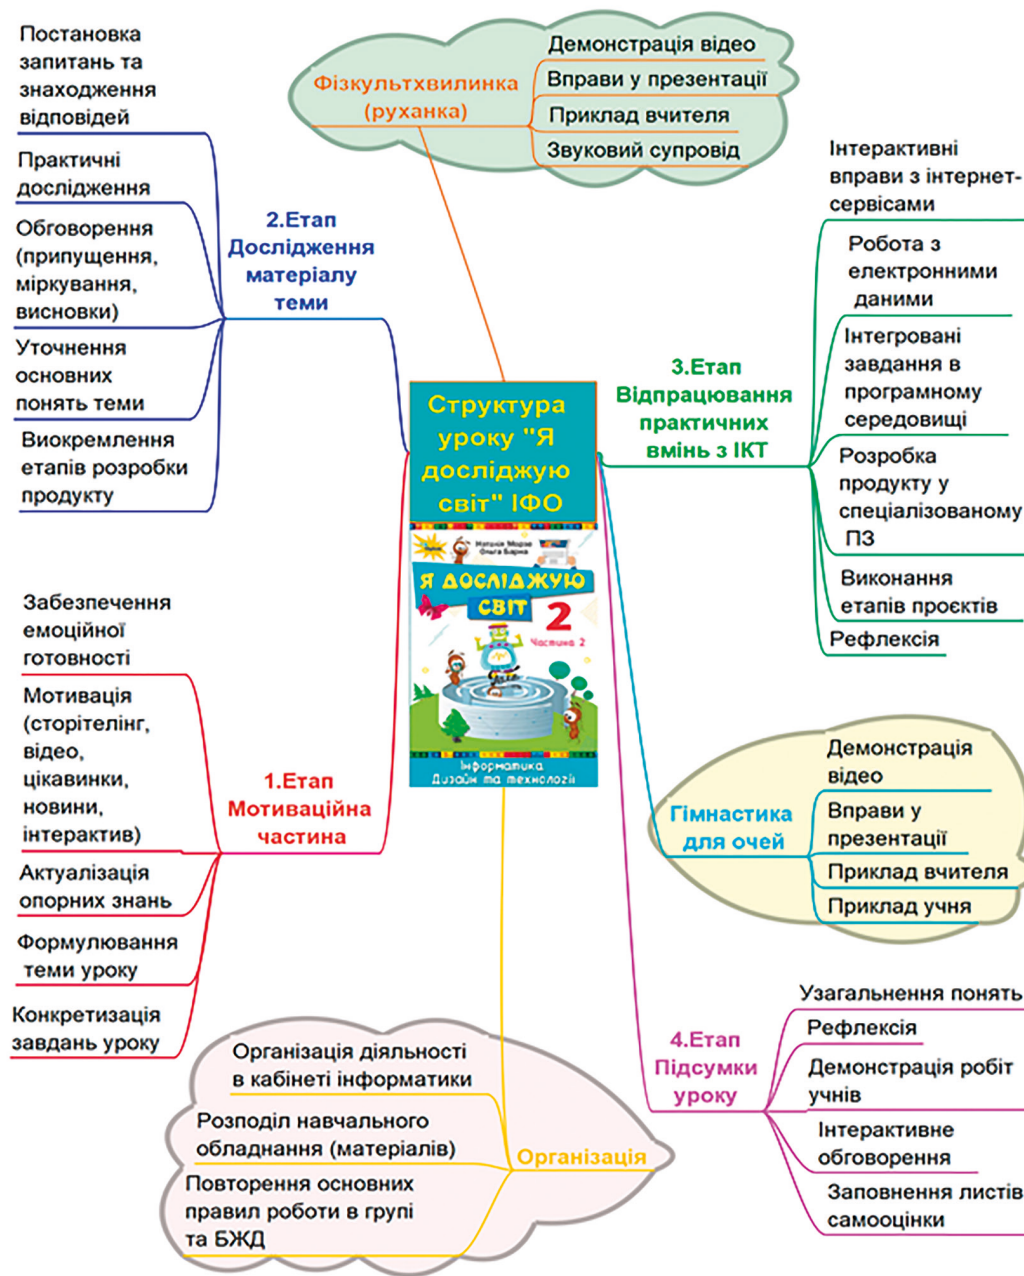 Постановка
запитань та
знаходження
відповідей
Практичні
дослідження
Обговорення
(припущення,
міркування,
висновки)
Уточнення
основних
понять теми
Виокремлення
етапів розробки
продукту
2.Етап
Дослідження
матеріалу
теми
Фізкультхвилинка
(руханка)
Демонстрація відео
Вправи у презентації
Приклад вчителя
Звуковий супровід
Інтерактивні
вправи з інтернет-
сервісами
Робота з
електронними
даними
Інтегровані
завдання в
програмному
середовищі
Розробка
продукту у
спеціалізованому
ПЗ
Виконання
етапів проєктів
Рефлексія
3.Етап
Відпрацювання
практичних
вмінь з ІКТ
Структура
уроку "Я
досліджую
світ" ІФО
Наталія Морзе
Ольга Барна
Я ДОСЛІДЖУЮ
СВІТ
2
Частина 2
Інформатика
Дизайн та технології
Забезпечення
емоційної
готовності
Мотивація
(сторітелінг,
відео,
цікавинки,
новини,
інтерактив)
Актуалізація
опорних знань
Формулювання
теми уроку
Конкретизація
завдань уроку
1.Етап
Мотиваційна
частина
Гімнастика
для очей
Демонстрація
відео
Вправи у
презентації
Приклад вчителя
Приклад учня
Організація діяльності
в кабінеті інформатики
Розподіл навчального
обладнання (матеріалів)
Повторення основних
правил роботи в групі
та БЖД
Організація
4.Етап
Підсумки
уроку
Узагальнення понять
Рефлексія
Демонстрація робіт
учнів
Інтерактивне
обговорення
Заповнення листів
самооцінки